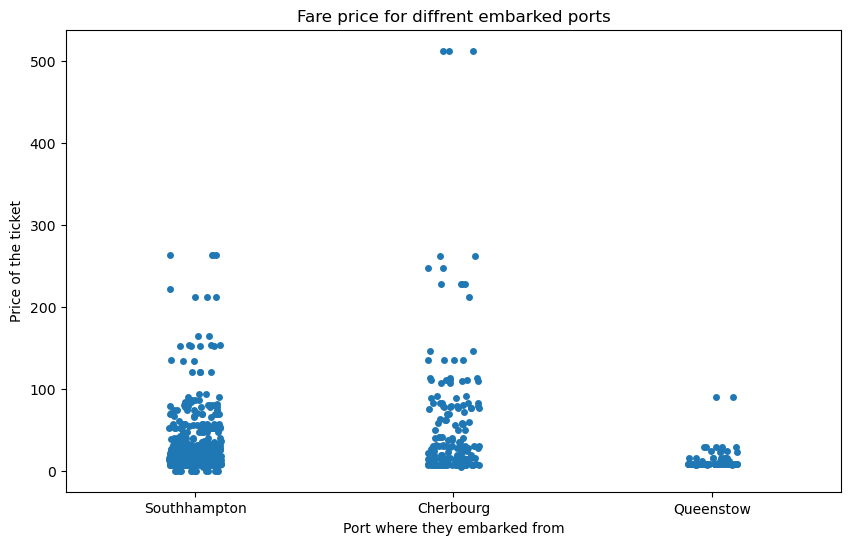 Fare price for diffrent embarked ports
Price of the ticket
500
400
300
200
100
0
Southhampton Cherbourg Queenstow
Port where they embarked from